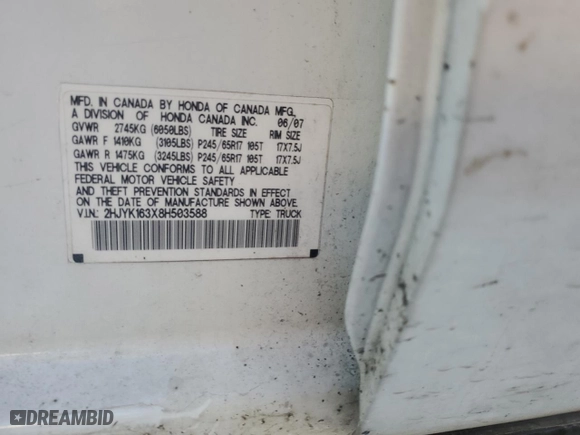 MFD. IN CANADA BY HONDA OF CANADA MFG.,
A DIVISION OF HONDA CANADA INC. 06/07
GVWR 2745KG (6050LBS) TIRE SIZE RIM SIZE
GAWR F 1410KG (3105LBS) P245/65R17 105T 17X7.5J
GAWR R 1475KG (3245LBS) P245/65R17 105T 17X7.5J
THIS VEHICLE CONFORMS TO ALL APPLICABLE
FEDERAL MOTOR VEHICLE SAFETY
AND THEFT PREVENTION STANDARDS IN EFFECT
ON THE DATE OF MANUFACTURE SHOWN ABOVE.
V.I.N.: 2HJYK163X8H503588 TYPE: TRUCK
DREAMBID